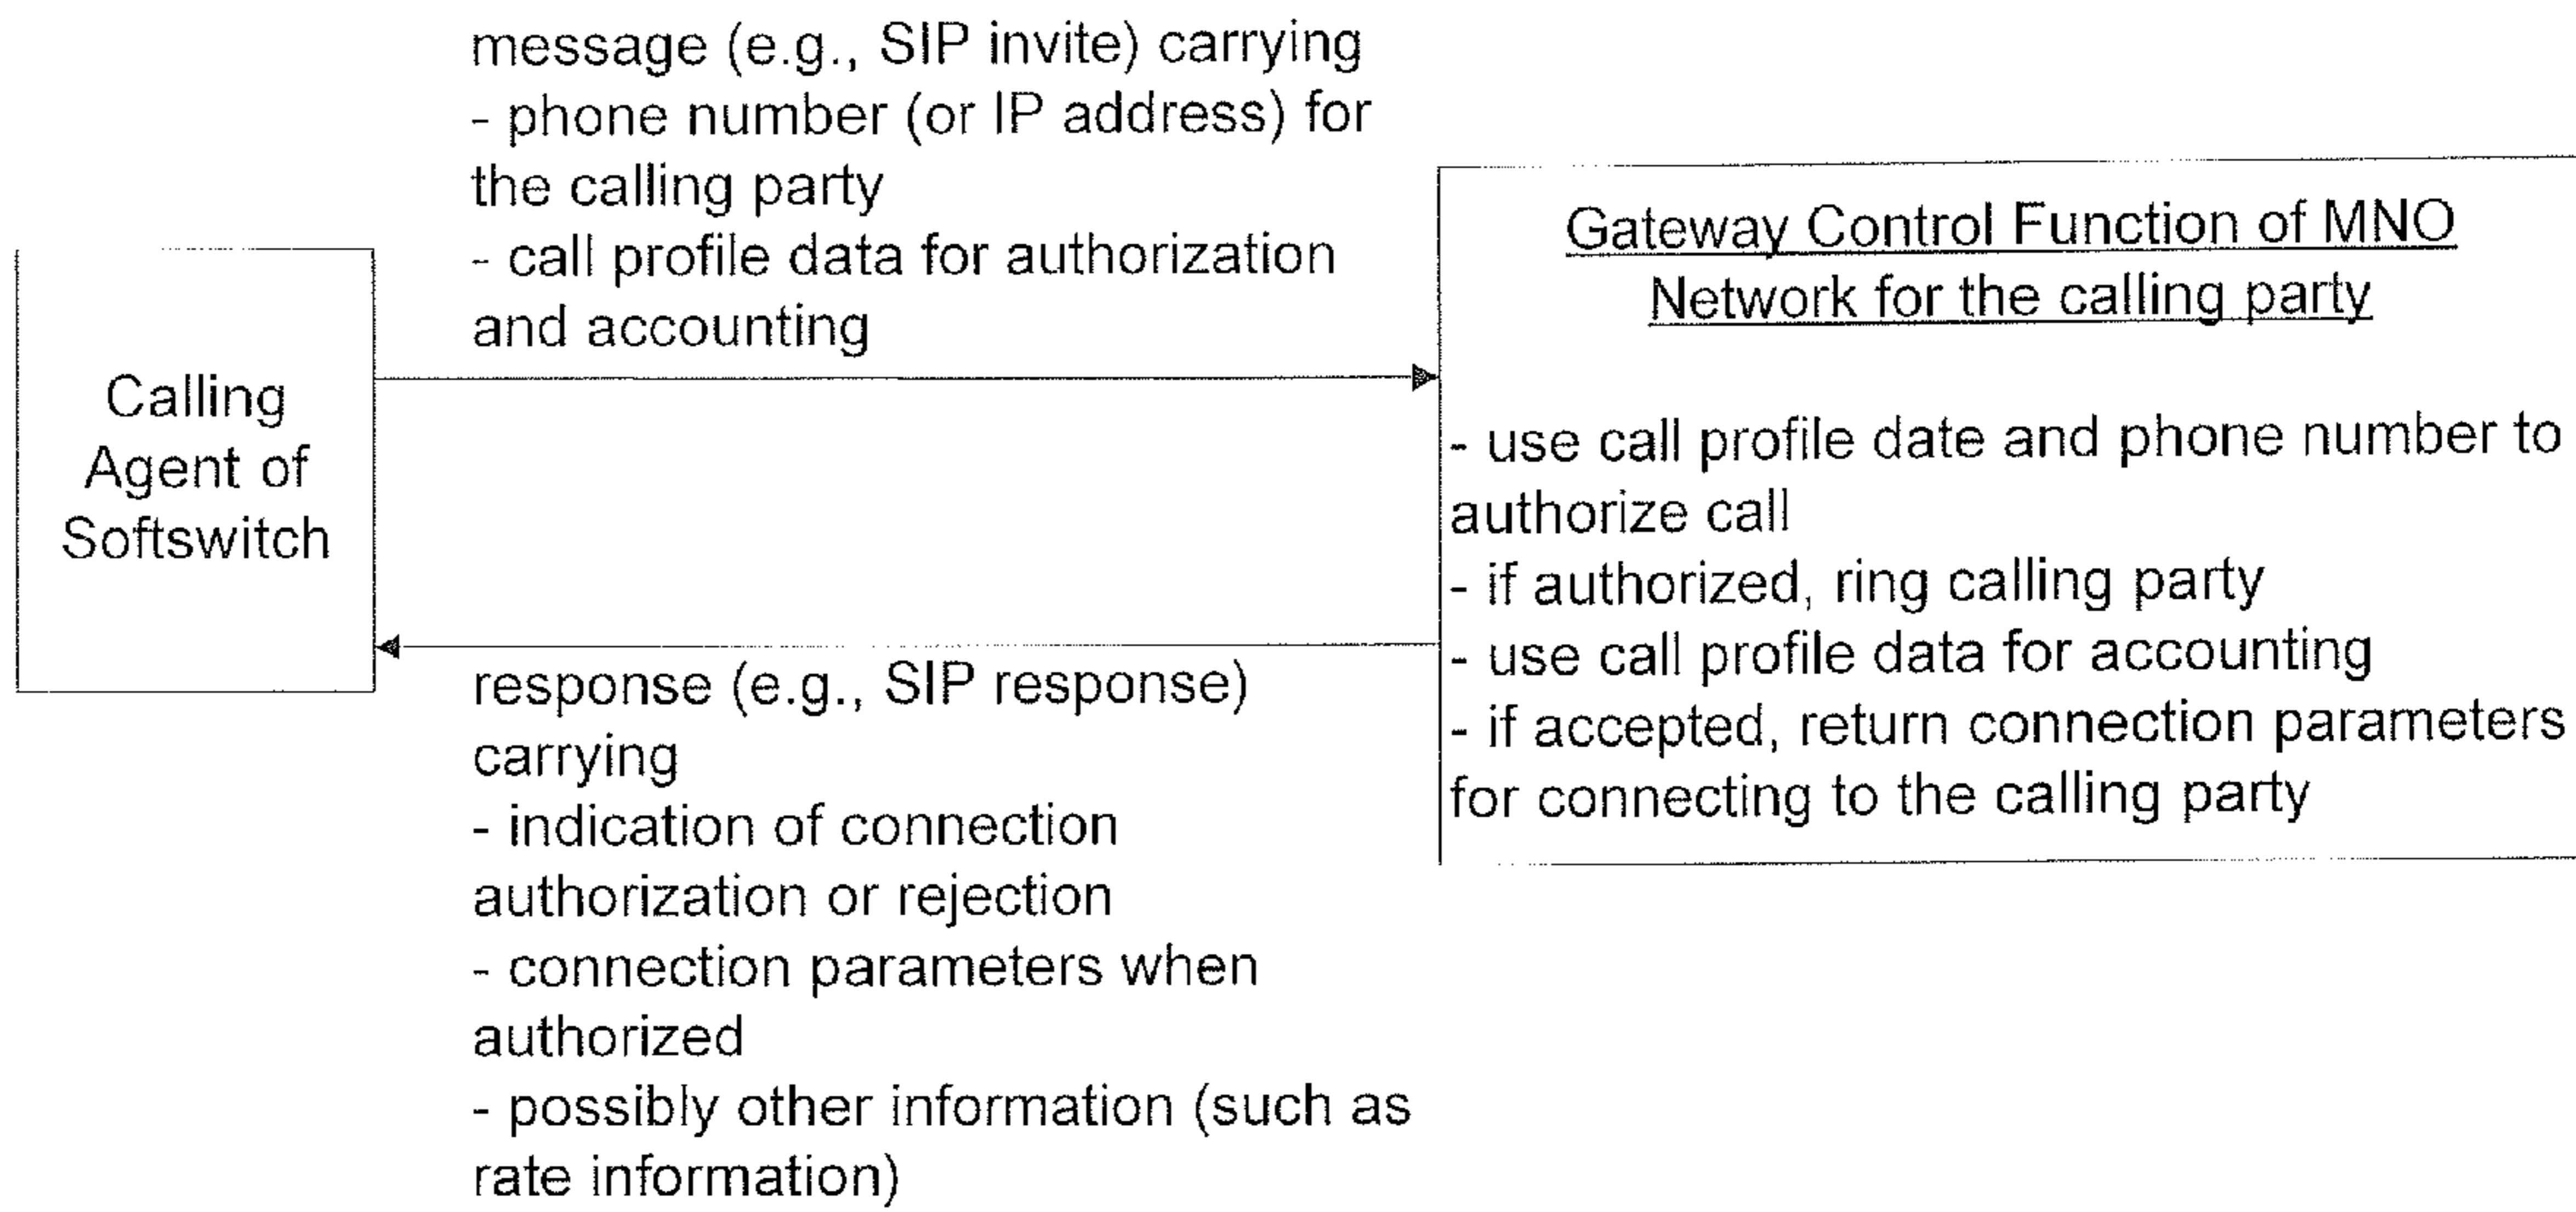 message (e.g., SIP invite) carrying
- phone number (or IP address) for
the calling party
- call profile data for authorization
and accounting
Calling
Agent of
Softswitch
Gateway Control Function of MNO
Network for the calling party
- use call profile date and phone number to
authorize call
- if authorized, ring calling party
- use call profile data for accounting
- if accepted, return connection parameters
for connecting to the calling party
response (e.g., SIP response)
carrying
- indication of connection
authorization or rejection
- connection parameters when
authorized
- possibly other information (such as
rate information)